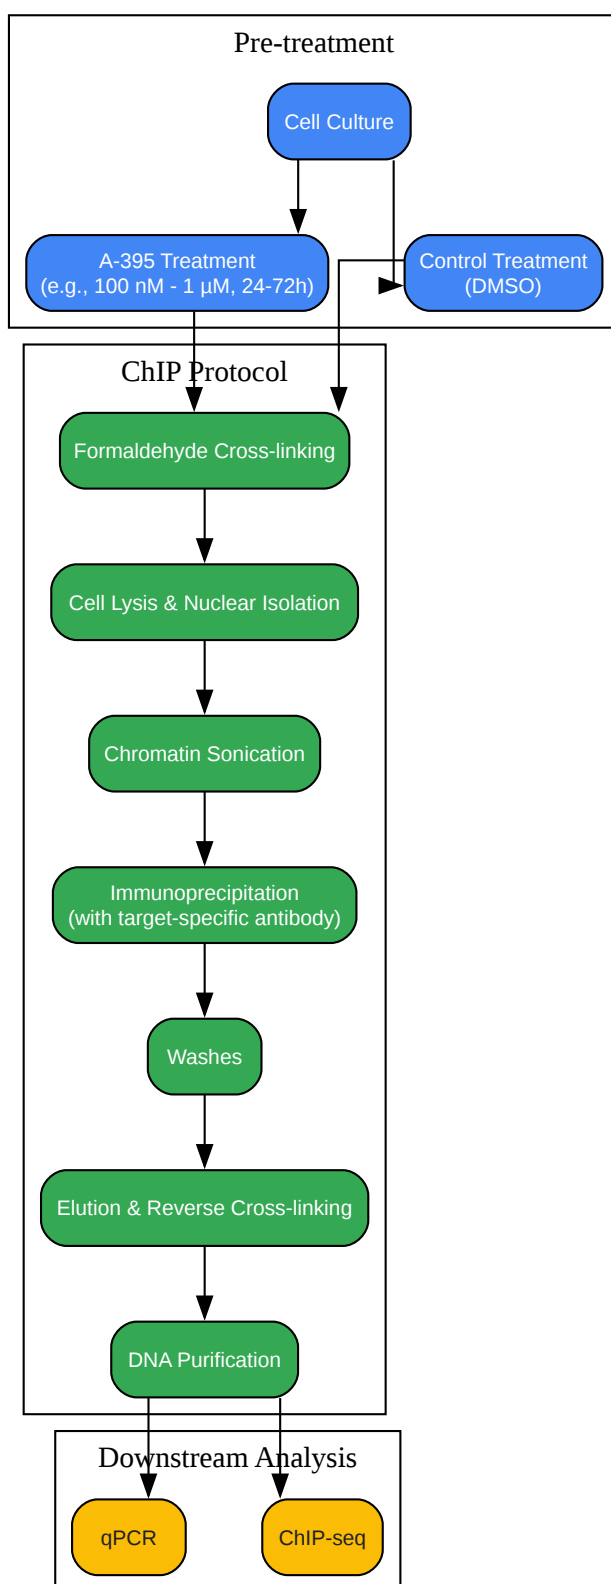 Pre-treatment
Cell Culture
A-395 Treatment
(e.g., 100 nM - 1 µM, 24-72h)
Control Treatment
(DMSO)
ChIP Protocol
Formaldehyde Cross-linking
Cell Lysis & Nuclear Isolation
Chromatin Sonication
Immunoprecipitation
(with target-specific antibody)
Washes
Elution & Reverse Cross-linking
DNA Purification
Downstream Analysis
qPCR
ChIP-seq